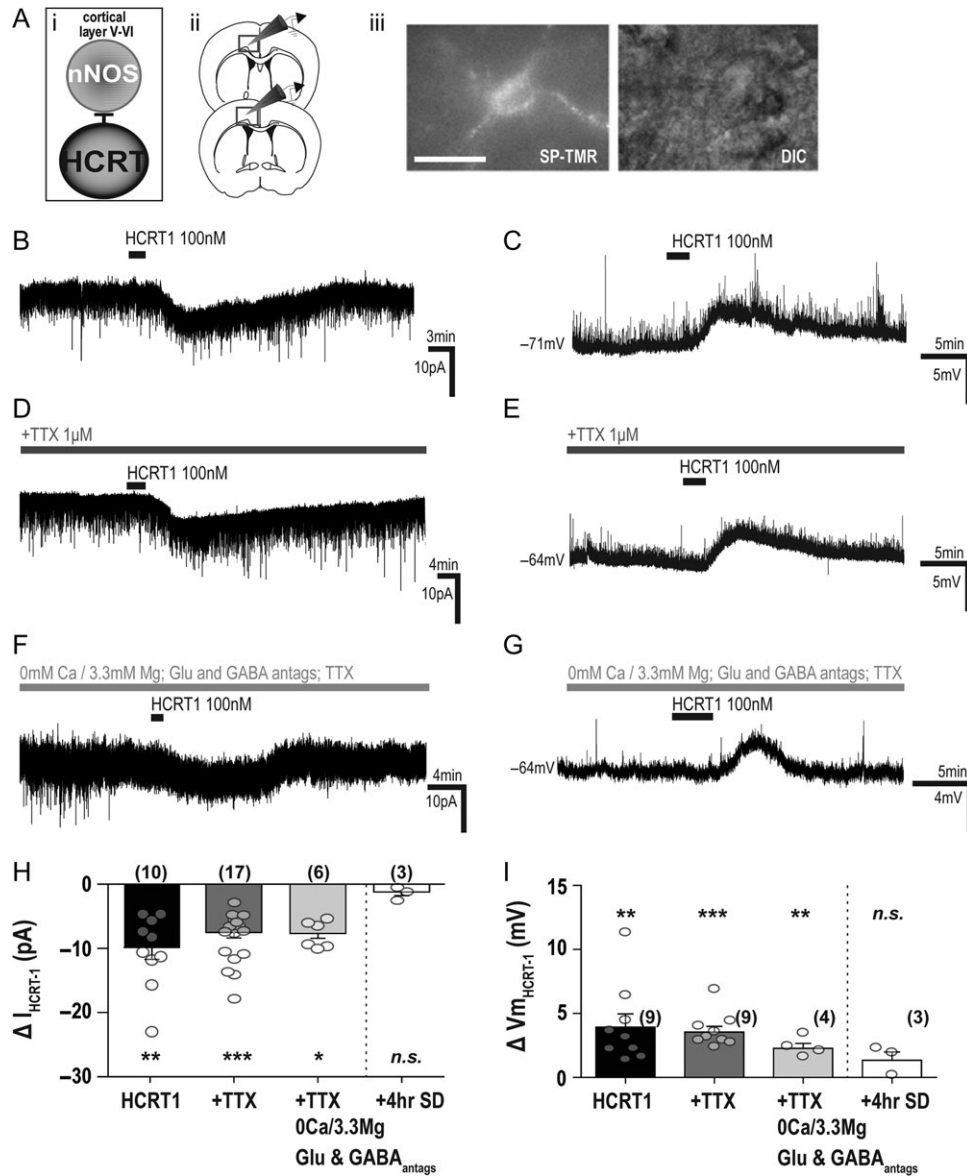 A
i
cortical
layer V-VI
nNOS
HCRT
ii
iii
SP-TMR
DIC
B
HCRT1 100nM
3min
10pA
C
HCRT1 100nM
–71mV
5min
5mV
D
+TTX 1µM
HCRT1 100nM
4min
10pA
E
+TTX 1µM
HCRT1 100nM
–64mV
5min
5mV
F
0mM Ca / 3.3mM Mg; Glu and GABA antags; TTX
HCRT1 100nM
4min
10pA
G
0mM Ca / 3.3mM Mg; Glu and GABA antags; TTX
HCRT1 100nM
–64mV
5min
4mV
H
(10) (17) (6) (3)
0
–10
–20
–30
Δ I HCRT-1 (pA)
** *** * n.s.
HCRT1 +TTX +TTX +4hr SD
0Ca/3.3Mg
Glu & GABA antags
I
15
10
5
0
Δ Vm HCRT-1 (mV)
** *** ** n.s.
(9) (9) (4) (3)
HCRT1 +TTX +TTX +4hr SD
0Ca/3.3Mg
Glu & GABA antags